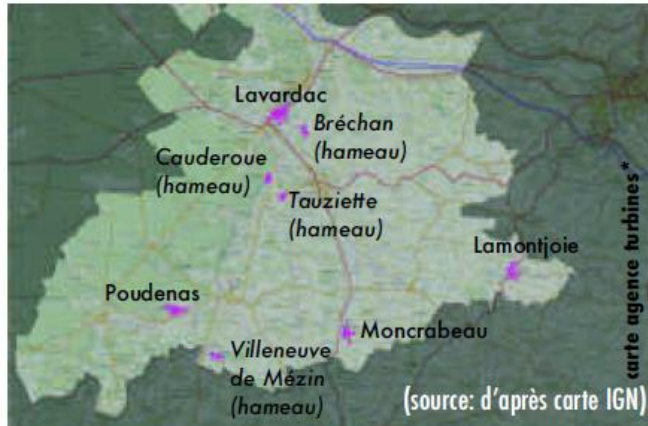 Lavardac
Bréchan
(hameau)
Cauderoue
(hameau)
Tauziette
(hameau)
Lamontjoie
Poudenas
Moncrabeau
Villeneuve
de Mézin
(hameau)
carte agence turbines*
(source: d'après carte IGN)